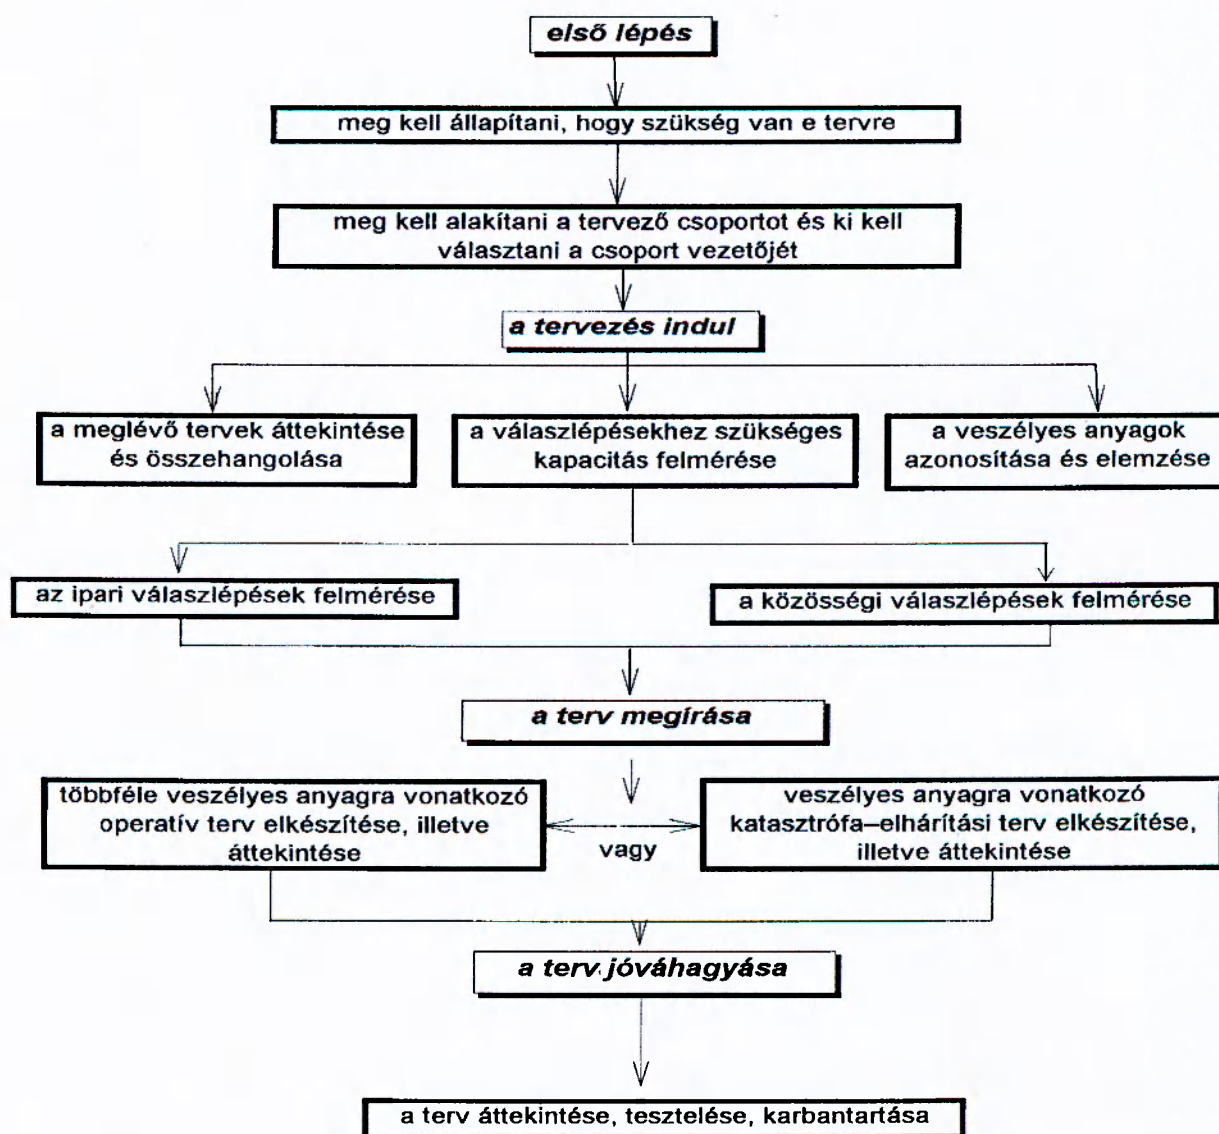 első lépés
meg kell állapítani, hogy szükség van e tervre
meg kell alakítani a tervező csoportot és ki kell
választani a csoport vezetőjét
a tervezés indul
a meglévő tervek áttekintése
és összehangolása
a válaszlépésekhez szükséges
kapacitás felmérése
a veszélyes anyagok
azonosítása és elemzése
az ipari válaszlépések felmérése
a közösségi válaszlépések felmérése
a terv megírása
többféle veszélyes anyagra vonatkozó
operatív terv elkészítése, illetve
áttekintése
vagy
veszélyes anyagra vonatkozó
katasztrófa–elhárítási terv elkészítése,
illetve áttekintése
a terv jóváhagyása
a terv áttekintése, tesztelése, karbantartása